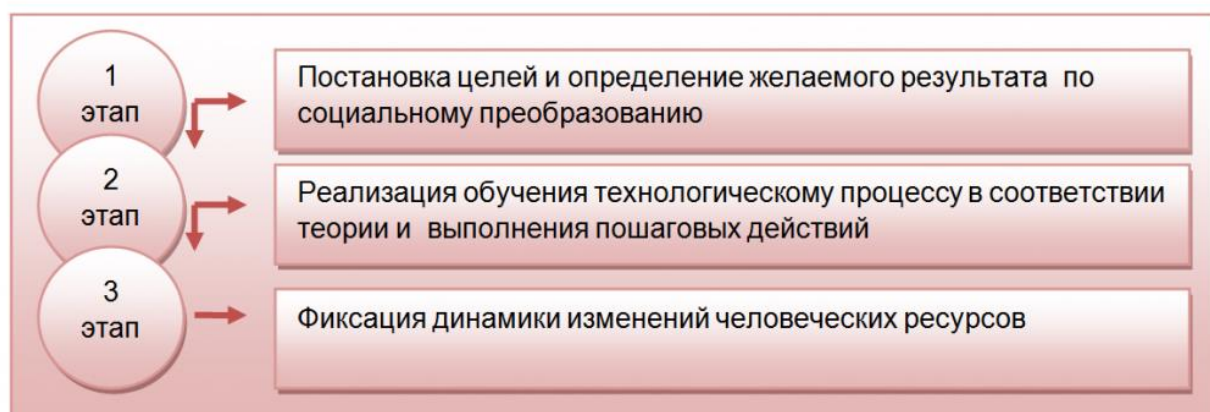 1
этап
Постановка целей и определение желаемого результата по
социальному преобразованию
2
этап
Реализация обучения технологическому процессу в соответствии
теории и выполнения пошаговых действий
3
этап
Фиксация динамики изменений человеческих ресурсов